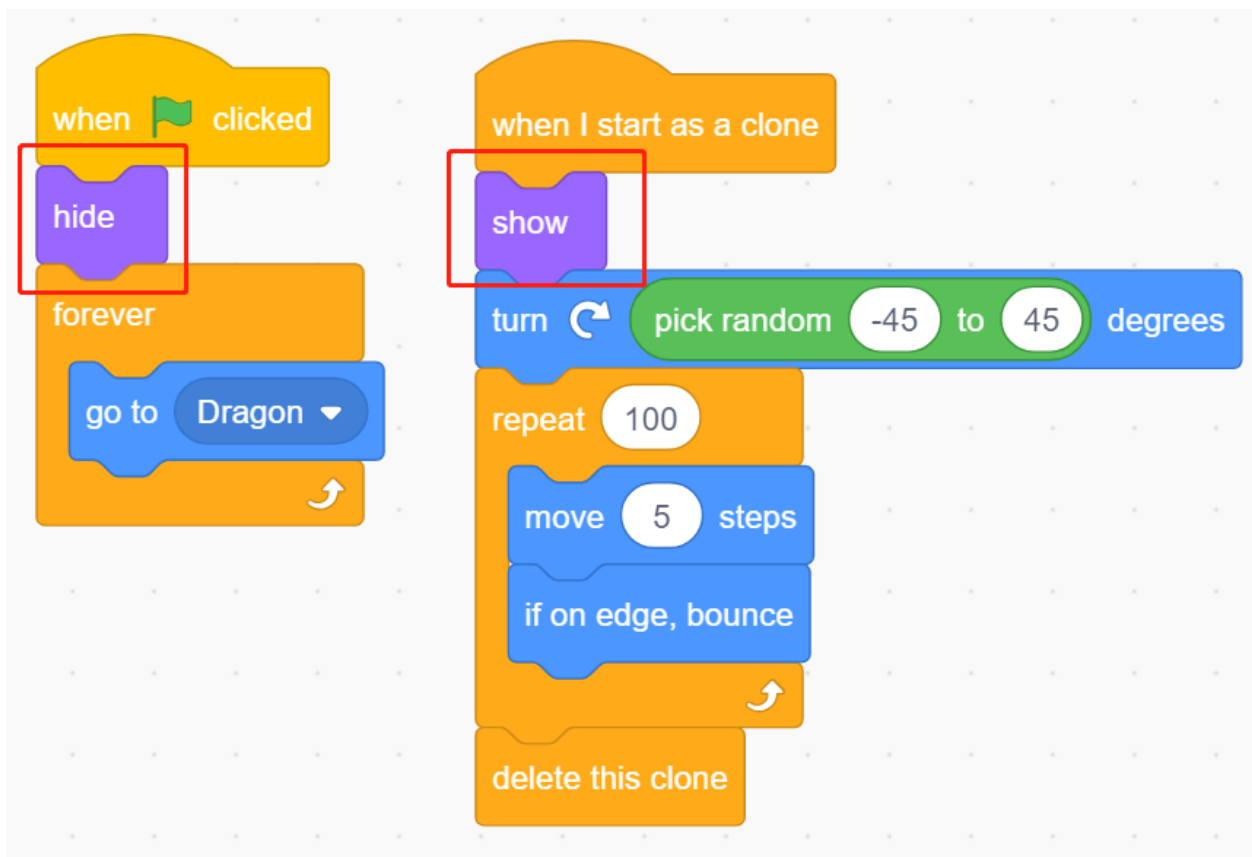 when clicked
hide
forever
go to Dragon
when I start as a clone
show
turn pick random -45 to 45 degrees
repeat 100
move 5 steps
if on edge, bounce
delete this clone